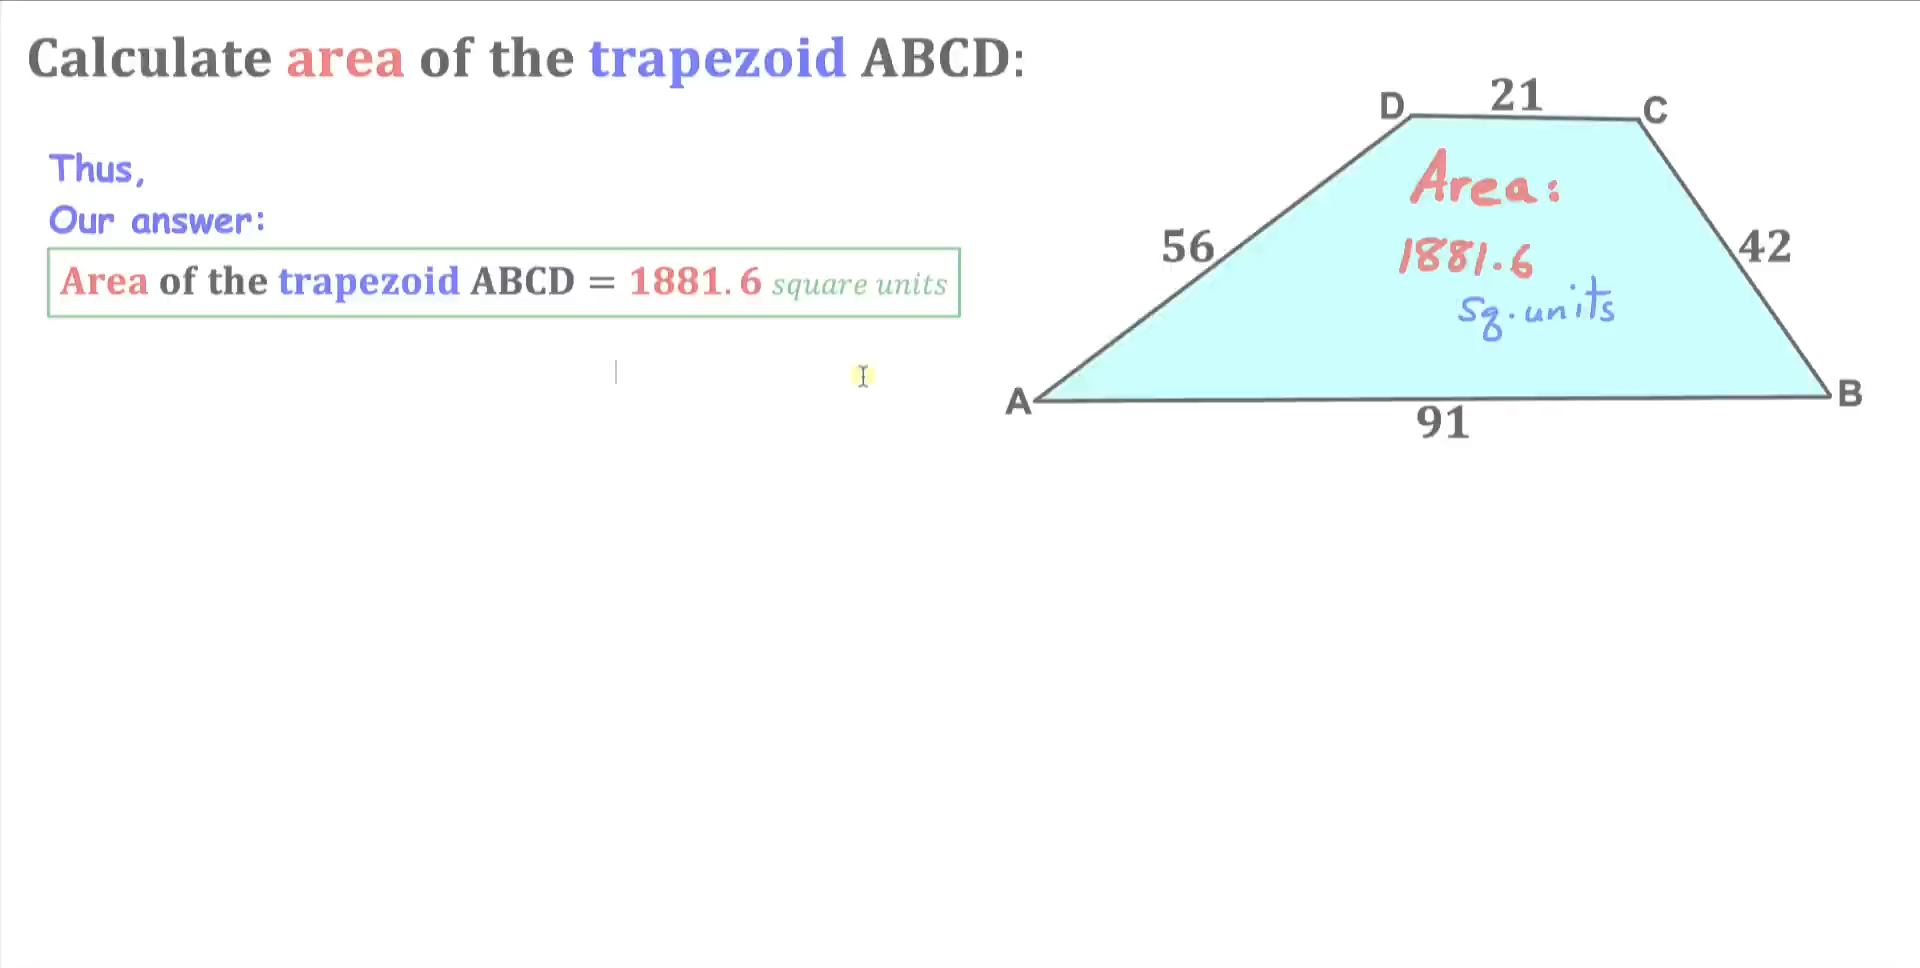 Calculate area of the trapezoid ABCD:
Thus,
Our answer:
Area of the trapezoid ABCD = 1881.6 square units
D
21
C
Area:
56
1881.6
42
sq. units
A
B
91